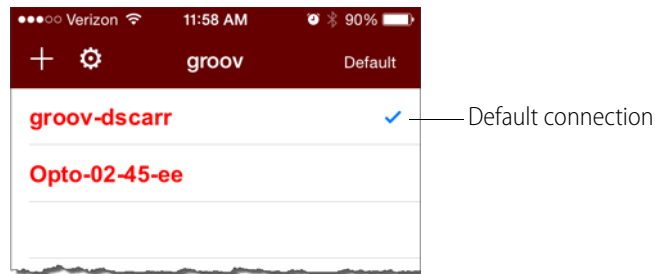 Verizon 11:58 AM 90%
groov Default
groov-dscarr Default connection
Opto-02-45-ee